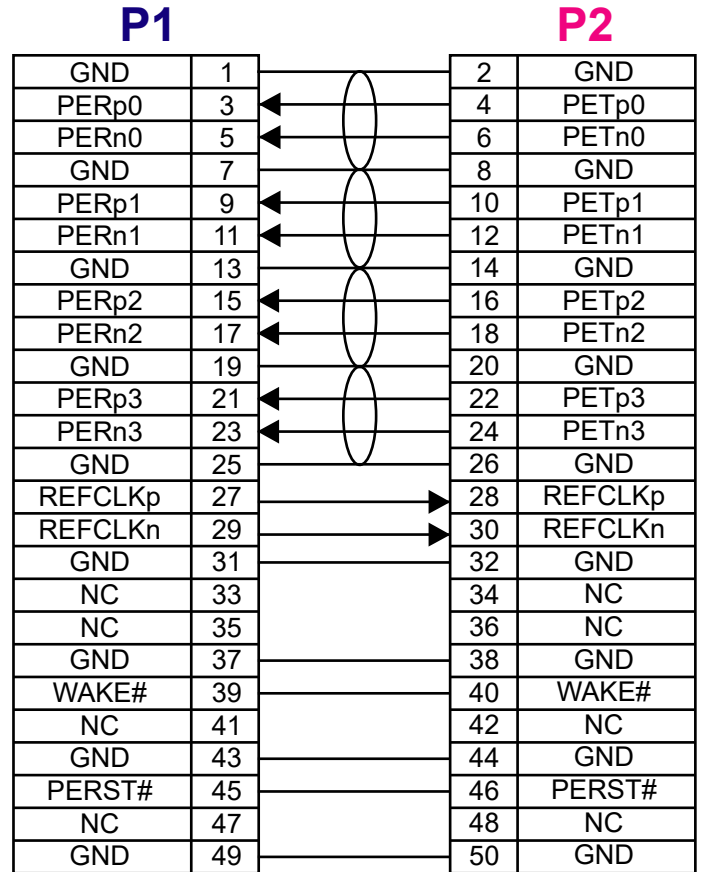 P1 P2
GND 1 2 GND
PERp0 3 4 PETp0
PERn0 5 6 PETn0
GND 7 8 GND
PERp1 9 10 PETp1
PERn1 11 12 PETn1
GND 13 14 GND
PERp2 15 16 PETp2
PERn2 17 18 PETn2
GND 19 20 GND
PERp3 21 22 PETp3
PERn3 23 24 PETn3
GND 25 26 GND
REFCLKp 27 28 REFCLKp
REFCLKn 29 30 REFCLKn
GND 31 32 GND
NC 33 34 NC
NC 35 36 NC
GND 37 38 GND
WAKE# 39 40 WAKE#
NC 41 42 NC
GND 43 44 GND
PERST# 45 46 PERST#
NC 47 48 NC
GND 49 50 GND